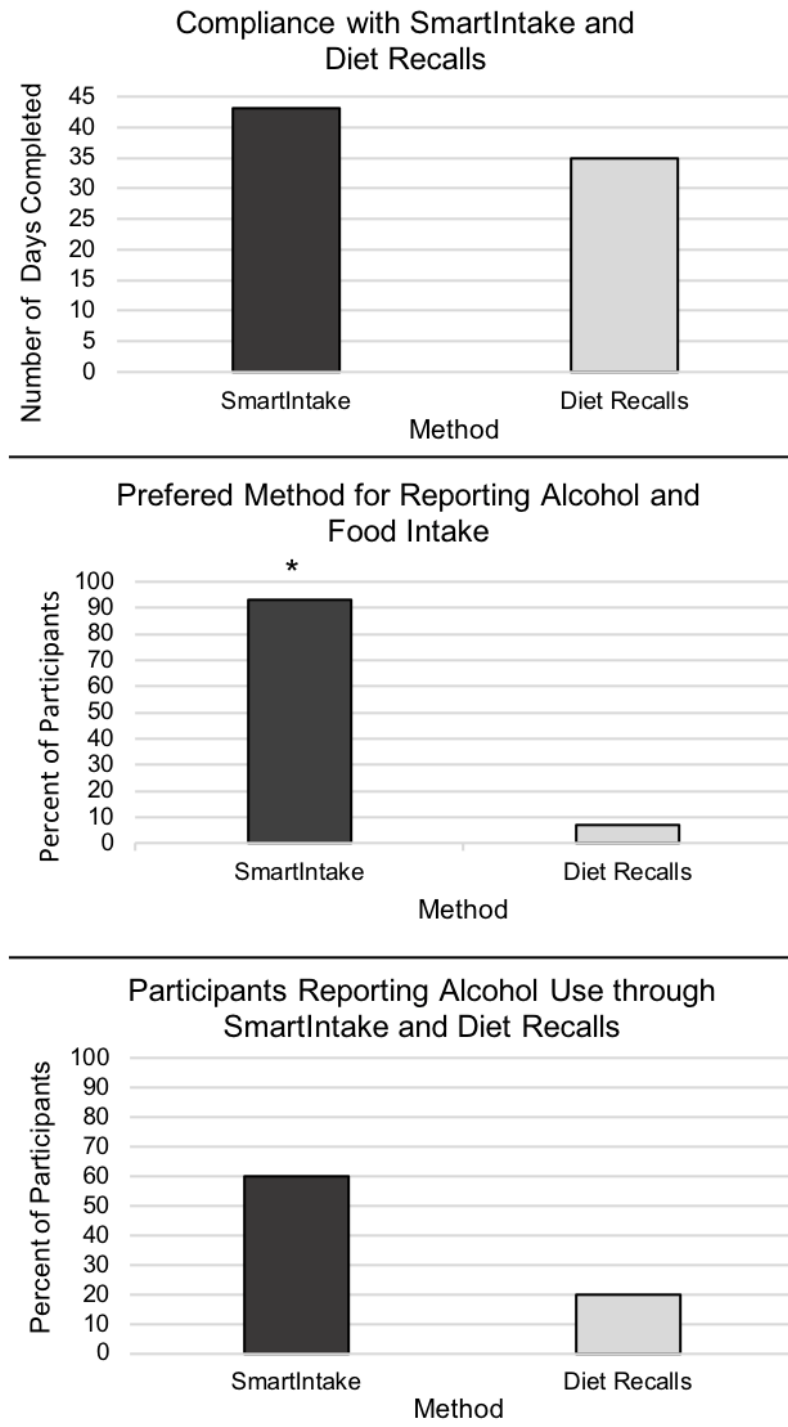 Compliance with SmartIntake and
Diet Recalls
Number of Days Completed
45
40
35
30
25
20
15
10
5
0
SmartIntake
Diet Recalls
Method
Prefered Method for Reporting Alcohol and
Food Intake
*
Percent of Participants
100
90
80
70
60
50
40
30
20
10
0
SmartIntake
Diet Recalls
Method
Participants Reporting Alcohol Use through
SmartIntake and Diet Recalls
Percent of Participants
100
90
80
70
60
50
40
30
20
10
0
SmartIntake
Diet Recalls
Method